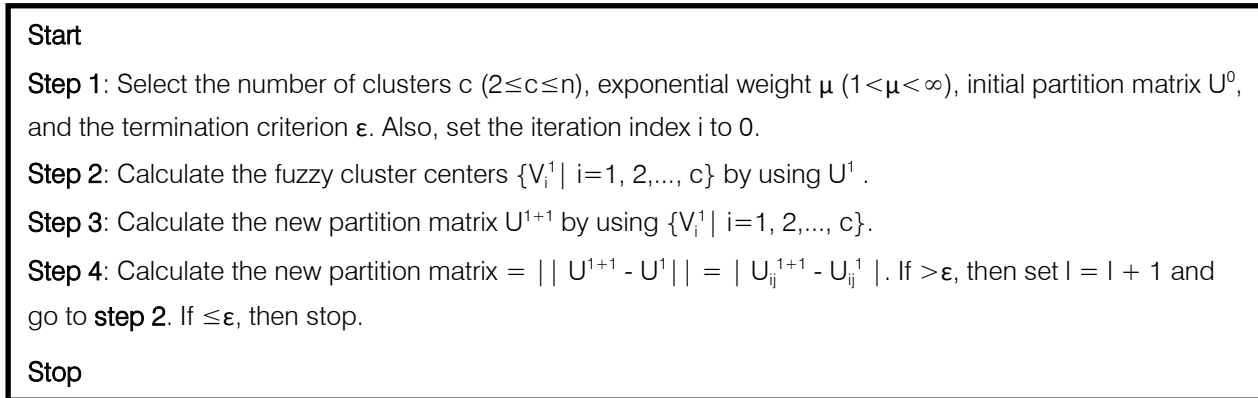 Start
Step 1: Select the number of clusters c (2≤c≤n), exponential weight μ (1<μ<∞), initial partition matrix U⁰,
and the termination criterion ε. Also, set the iteration index i to 0.
Step 2: Calculate the fuzzy cluster centers {Vᵢ¹| i=1, 2,..., c} by using U¹ .
Step 3: Calculate the new partition matrix U¹⁺¹ by using {Vᵢ¹| i=1, 2,..., c}.
Step 4: Calculate the new partition matrix = || U¹⁺¹ - U¹|| = | Uᵢⱼ¹⁺¹ - Uᵢⱼ¹ |. If >ε, then set l = l + 1 and
go to step 2. If ≤ε, then stop.
Stop